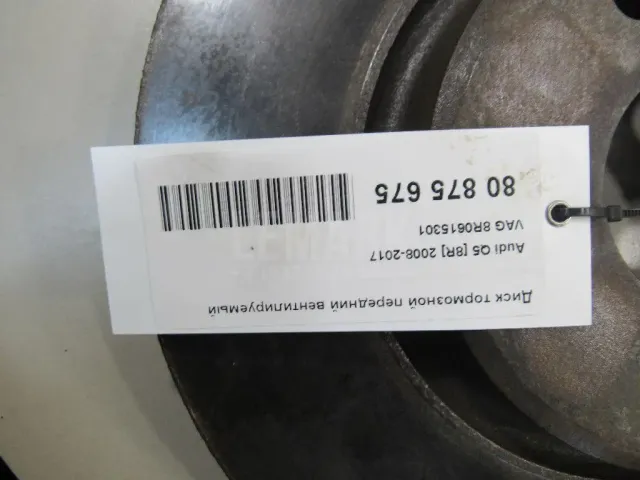 80 875 675
VAG 8R0615301
Audi Q5 [8R] 2008-2017
Диск тормозной передний вентилируемый